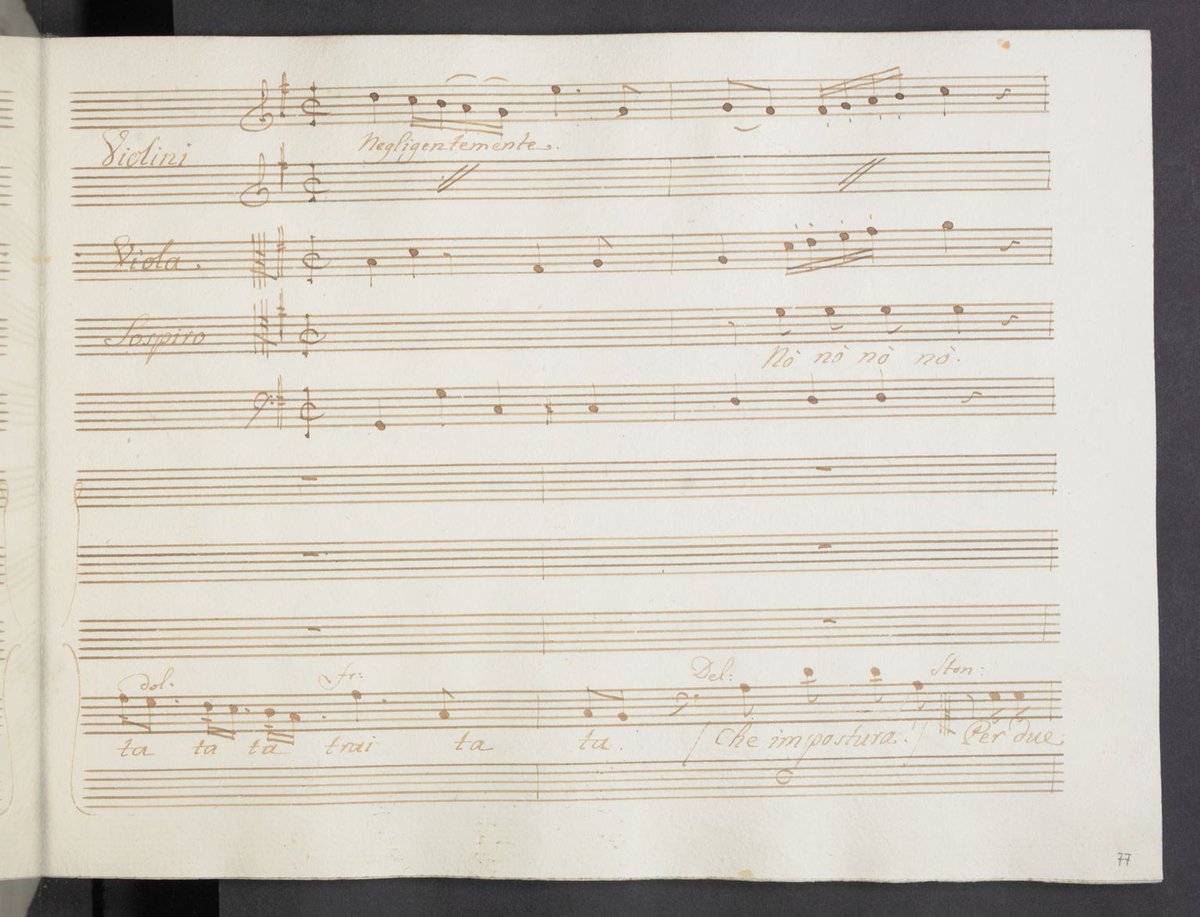 Violini
Negligentemente.
Viola.
Sospiro
Nò nò nò nò.
dol. fr: Del: Ston:
ta ta ta trai ta ta. (Che impostura.) Per due
77